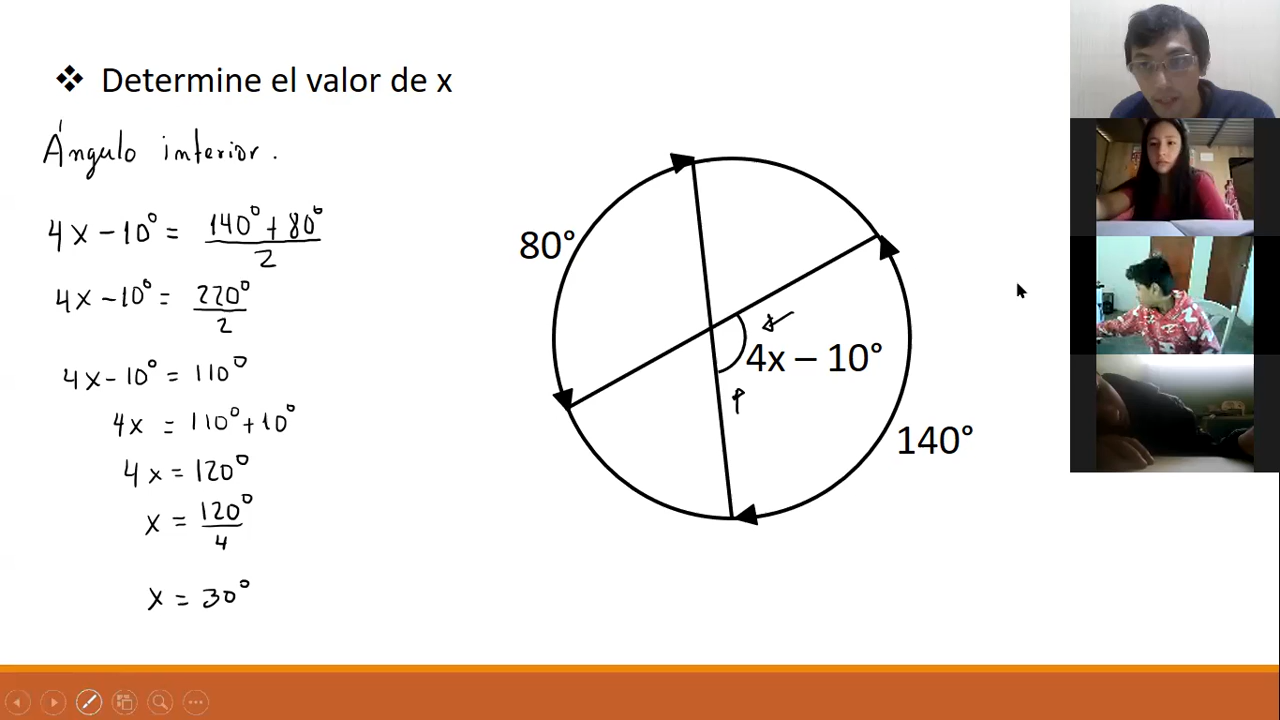 ❖ Determine el valor de x
Ángulo interior.
4x - 10° = 140° + 80° / 2
4x - 10° = 220° / 2
4x - 10° = 110°
4x = 110° + 10°
4x = 120°
x = 120° / 4
x = 30°
80°
4x – 10°
140°